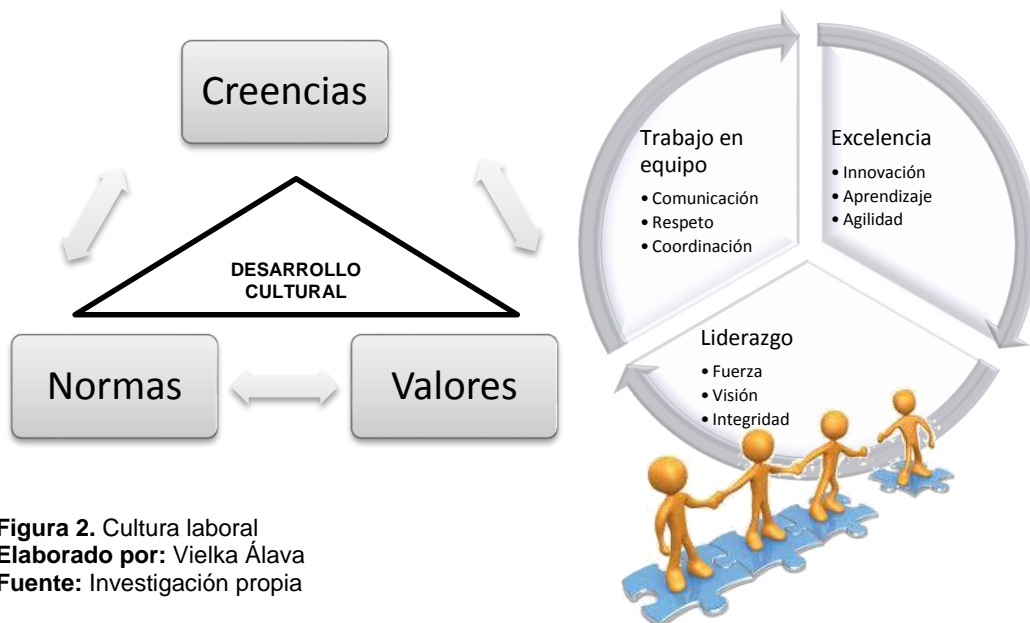 Creencias
DESARROLLO
CULTURAL
Normas
Valores
Trabajo en
equipo
• Comunicación
• Respeto
• Coordinación
Excelencia
• Innovación
• Aprendizaje
• Agilidad
Liderazgo
• Fuerza
• Visión
• Integridad
Figura 2. Cultura laboral
Elaborado por: Vielka Álava
Fuente: Investigación propia